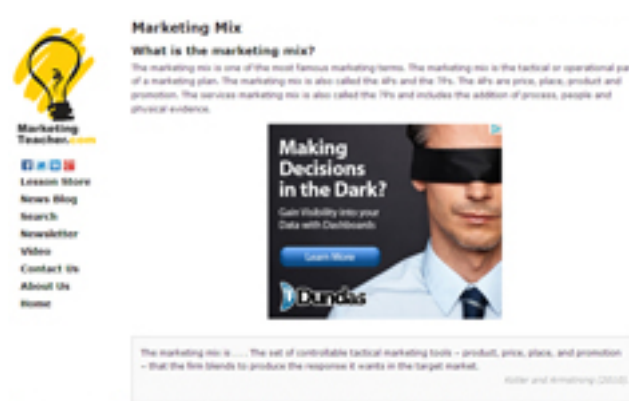 Marketing Mix
What is the marketing mix?
The marketing mix is one of the most famous marketing terms. The marketing mix is the tactical or operational par
of a marketing plan. The marketing mix is also called the 4Ps and the 7Ps. The 4Ps are price, place, product and
promotion. The services marketing mix is also called the 7Ps and includes the addition of process, people and
physical evidence.
Marketing
Teacher.com
Lesson Store
News Blog
Search
Newsletter
Video
Contact Us
About Us
Home
Making
Decisions
in the Dark?
Gain Visibility into your
Data with Dashboards
Learn More
Dundas
The marketing mix is . . . The set of controllable tactical marketing tools – product, price, place, and promotion
– that the firm blends to produce the response it wants in the target market.
Kotler and Armstrong (2010).